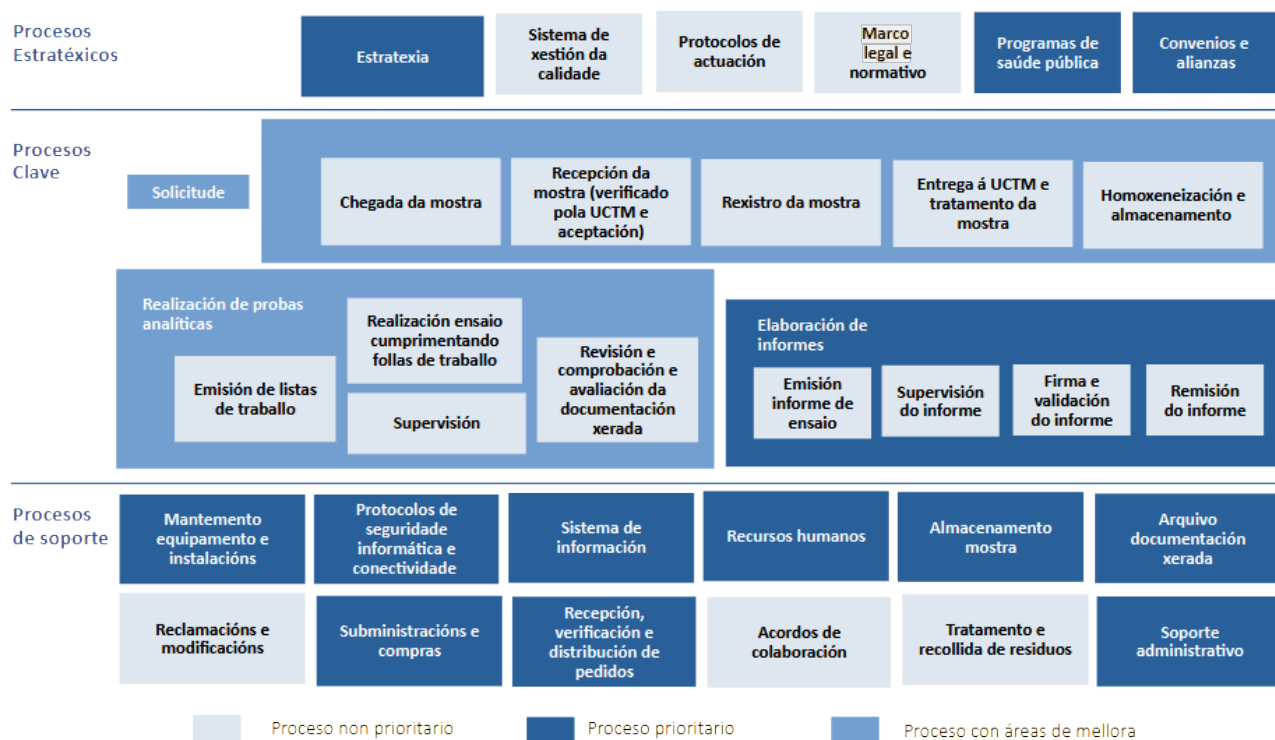 Procesos
Estratéxicos
Estratexia
Sistema de
xestión da
calidade
Protocolos de
actuación
Marco
legal e
normativo
Programas de
saúde pública
Convenios e
alianzas
Procesos
Clave
Solicitude
Chegada da mostra
Recepción da
mostra (verificado
pola UCTM e
aceptación)
Rexistro da mostra
Entrega á UCTM e
tratamento da
mostra
Homoxeneización e
almacenamento
Realización de probas
analíticas
Emisión de listas
de traballo
Realización ensaio
cumprimentando
follas de traballo
Supervisión
Revisión e
comprobación e
avaliación da
documentación
xerada
Elaboración de
informes
Emisión
informe de
ensaio
Supervisión
do informe
Firma e
validación
do informe
Remisión
do informe
Procesos
de soporte
Mantemento
equipamento e
instalacións
Protocolos de
seguridade
informática e
conectividade
Sistema de
información
Recursos humanos
Almacenamento
mostra
Arquivo
documentación
xerada
Reclamacións e
modificacións
Subministracións e
compras
Recepción,
verificación e
distribución de
pedidos
Acordos de
colaboración
Tratamento e
recollida de residuos
Soporte
administrativo
Proceso non prioritario
Proceso prioritario
Proceso con áreas de mellora